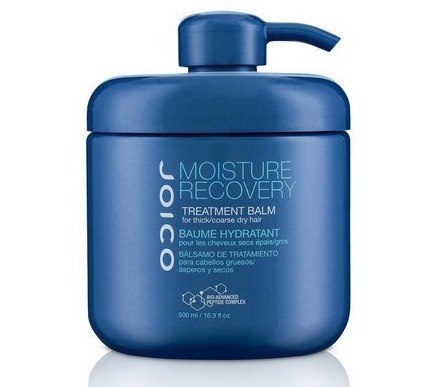 JOICO
MOISTURE
RECOVERY
TREATMENT BALM
for thick/coarse dry hair
BAUME HYDRATANT
pour les cheveux secs épais/gros
BÁLSAMO DE TRATAMIENTO
para cabellos gruesos/
ásperos y secos
BIO-ADVANCED
PEPTIDE COMPLEX
500 ml / 16.9 fl oz